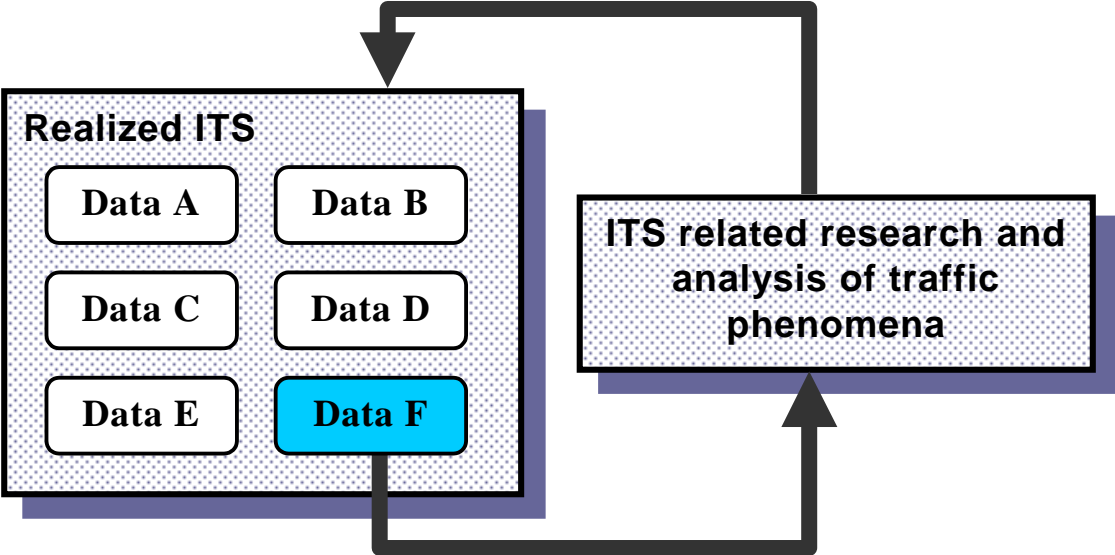 Realized ITS
Data A
Data B
Data C
Data D
Data E
Data F
ITS related research and
analysis of traffic
phenomena